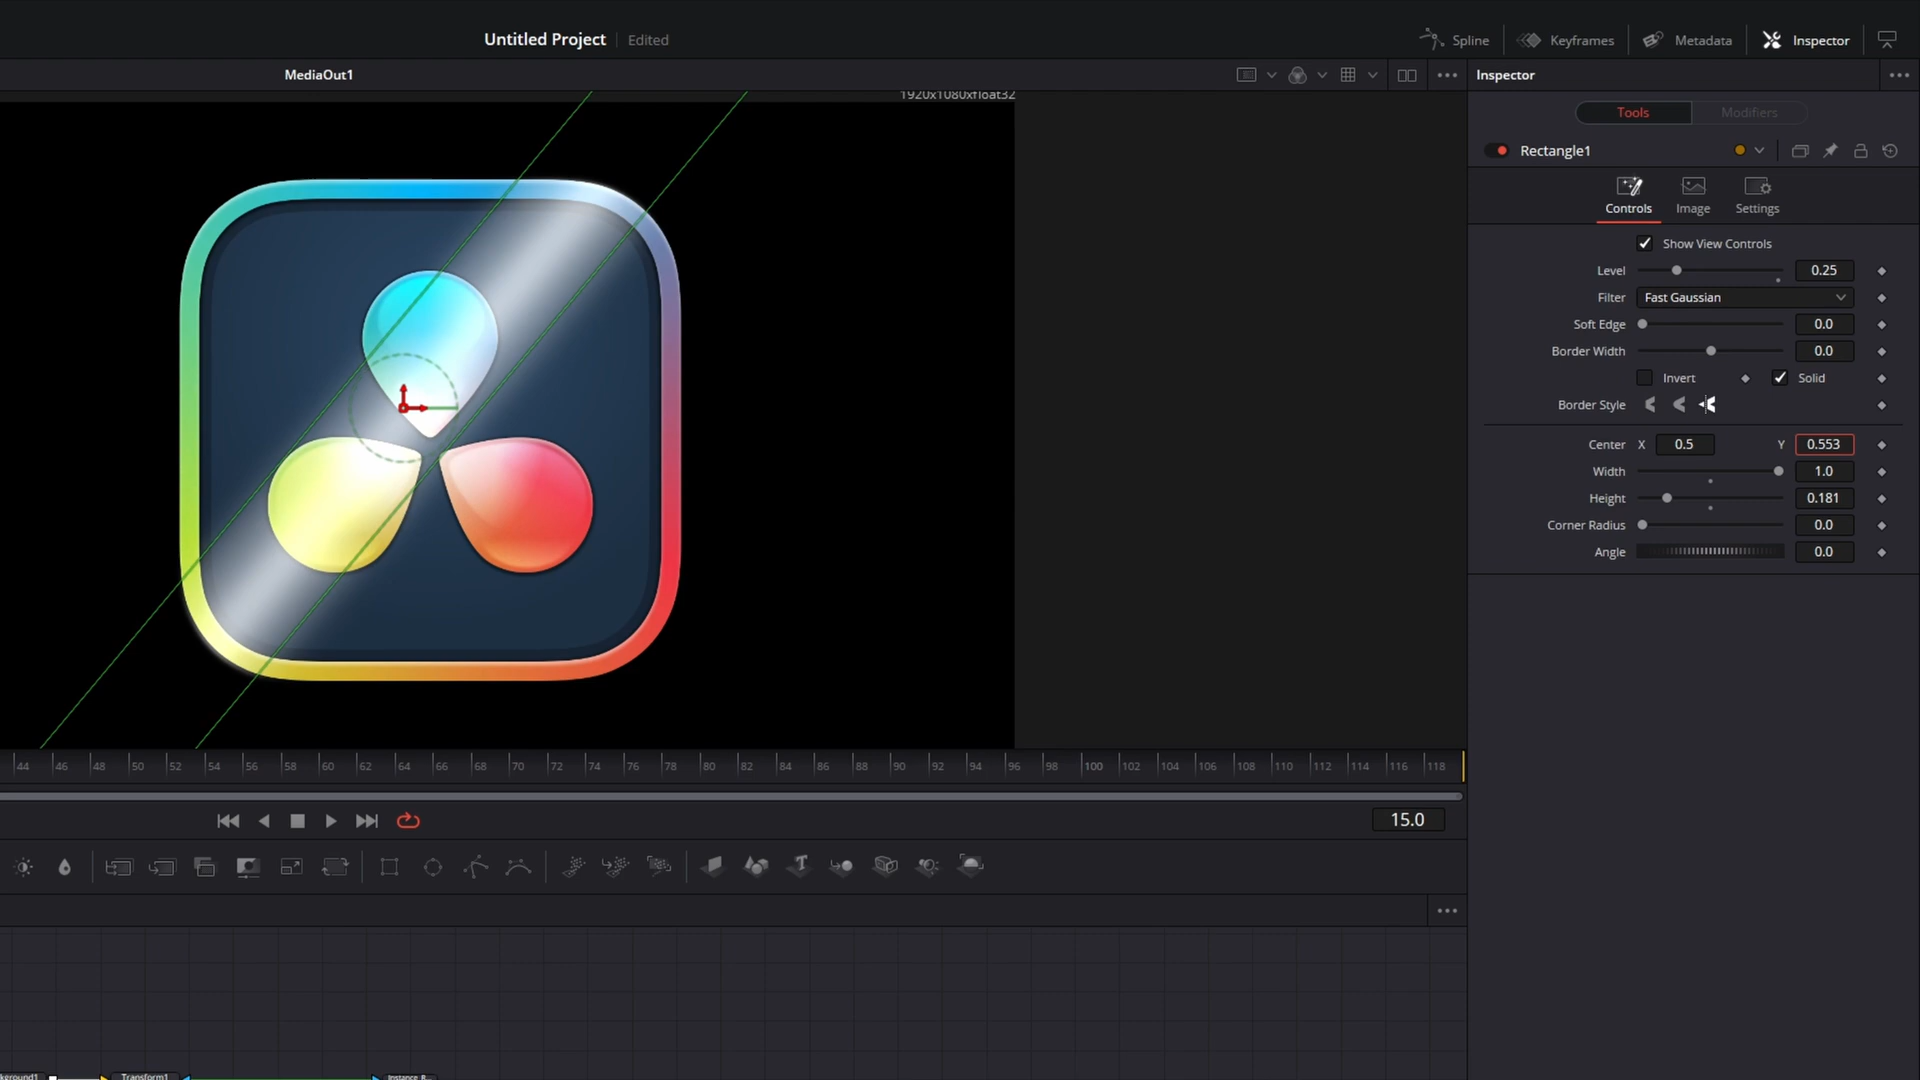 Untitled Project Edited
Spline Keyframes Metadata Inspector
MediaOut1
Inspector
1920x1080xfloat32
Tools Modifiers
Rectangle1
Controls Image Settings
Show View Controls
Level 0.25
Filter Fast Gaussian
Soft Edge 0.0
Border Width 0.0
Invert Solid
Border Style
Center X 0.5 Y 0.553
Width 1.0
Height 0.181
Corner Radius 0.0
Angle 0.0
44 46 48 50 52 54 56 58 60 62 64 66 68 70 72 74 76 78 80 82 84 86 88 90 92 94 96 98 100 102 104 106 108 110 112 114 116 118
15.0
kground1 Transform1 Instance_R...